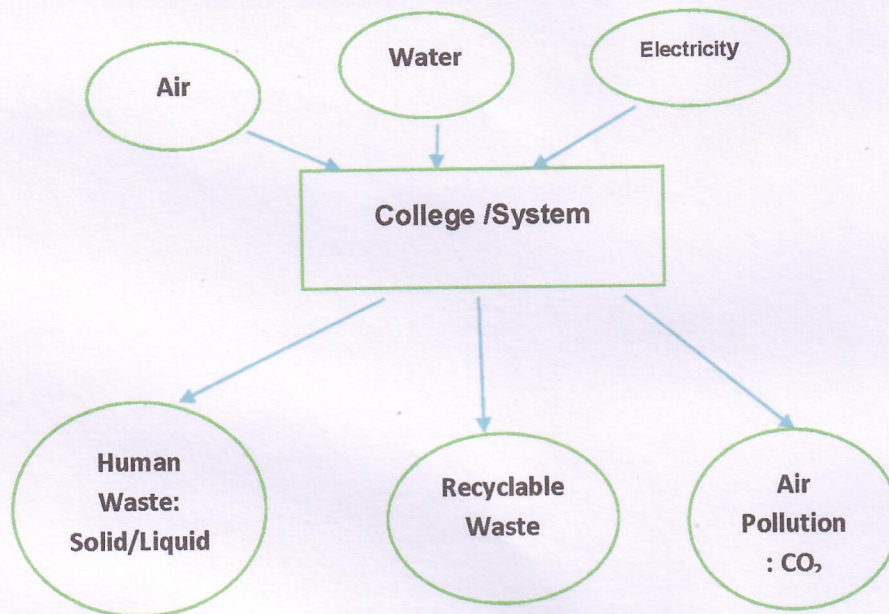 Air
Water
Electricity
College /System
Human
Waste:
Solid/Liquid
Recyclable
Waste
Air
Pollution
: CO₂